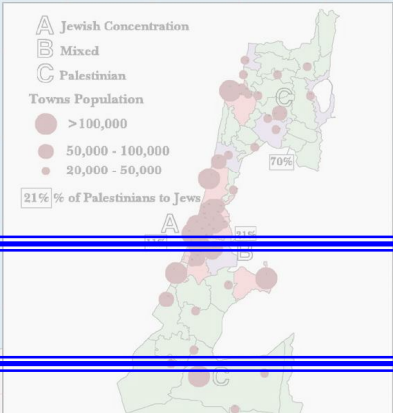 A Jewish Concentration
B Mixed
C Palestinian
Towns Population
>100,000
50,000 - 100,000
20,000 - 50,000
21% % of Palestinians to Jews
C
70%
A
B
C